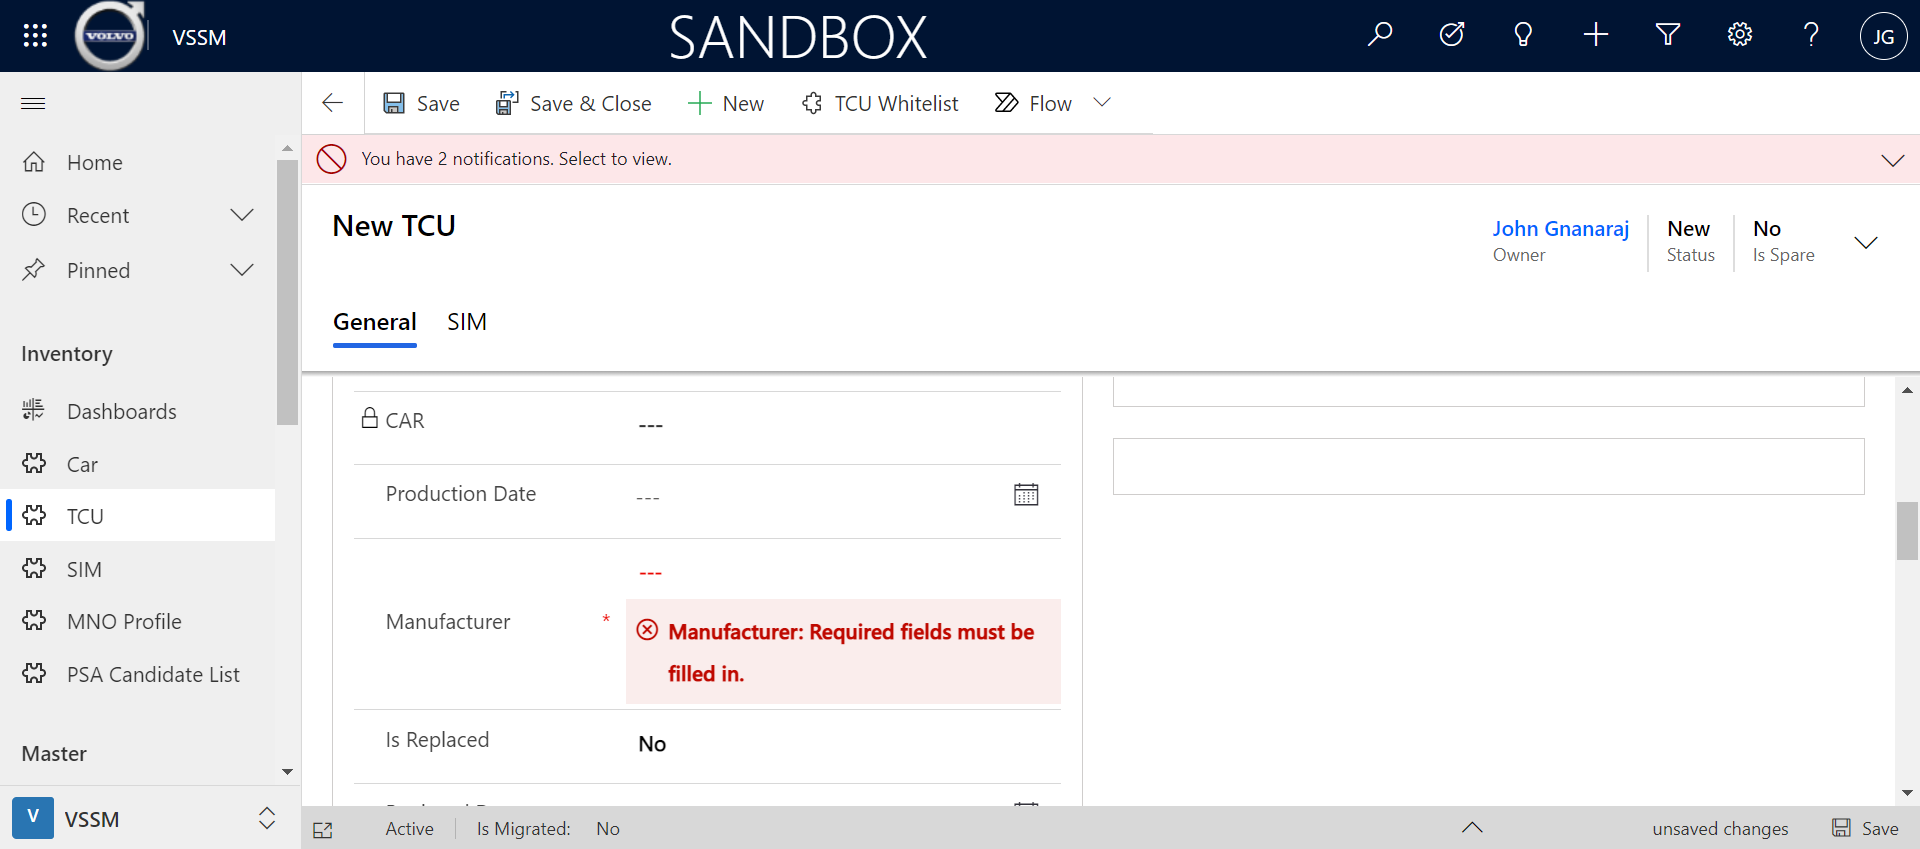 VOLVO
VSSM
SANDBOX
JG
Save
Save & Close
New
TCU Whitelist
Flow
You have 2 notifications. Select to view.
Home
Recent
Pinned
Inventory
Dashboards
Car
TCU
SIM
MNO Profile
PSA Candidate List
Master
V
VSSM
New TCU
John Gnanaraj
Owner
New
Status
No
Is Spare
General
SIM
CAR
---
Production Date
---
---
Manufacturer
*
Manufacturer: Required fields must be
filled in.
Is Replaced
No
Active
Is Migrated:
No
unsaved changes
Save